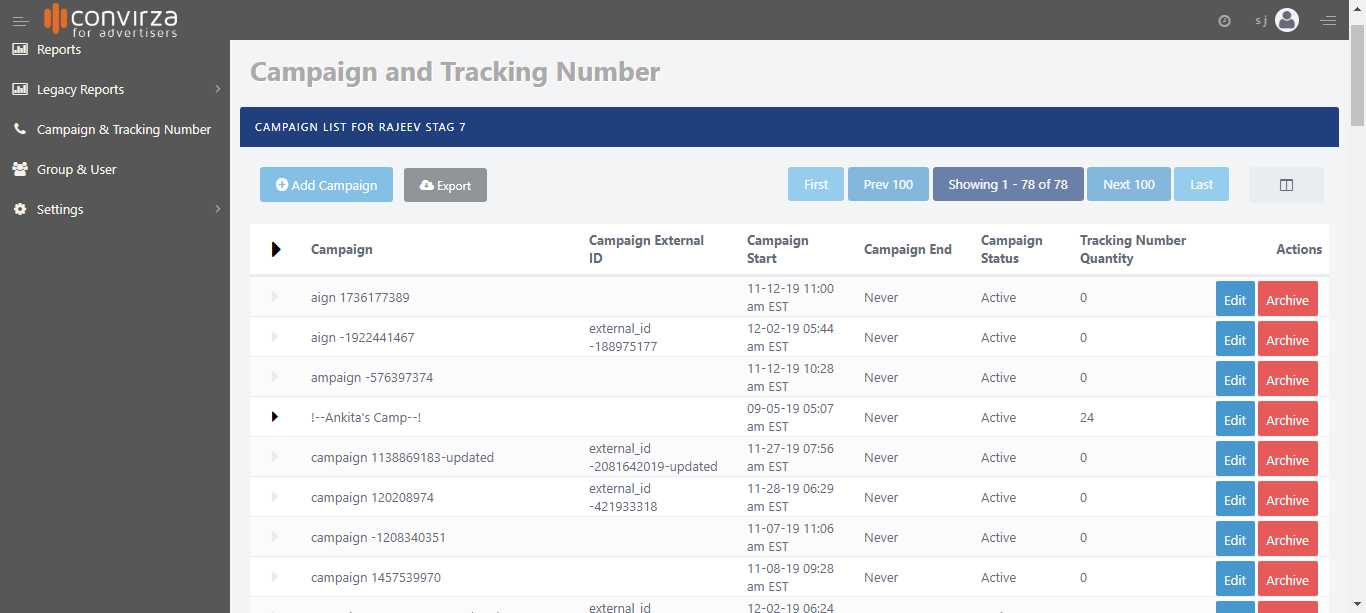 convirza
for advertisers
s j
Reports
Legacy Reports
Campaign & Tracking Number
Group & User
Settings
Campaign and Tracking Number
CAMPAIGN LIST FOR RAJEEV STAG 7
Add Campaign
Export
First
Prev 100
Showing 1 - 78 of 78
Next 100
Last
Campaign
Campaign External
ID
Campaign
Start
Campaign End
Campaign
Status
Tracking Number
Quantity
Actions
aign 1736177389
11-12-19 11:00
am EST
Never
Active
0
Edit
Archive
aign -1922441467
external_id
-188975177
12-02-19 05:44
am EST
Never
Active
0
Edit
Archive
ampaign -576397374
11-12-19 10:28
am EST
Never
Active
0
Edit
Archive
!--Ankita's Camp--!
09-05-19 05:07
am EST
Never
Active
24
Edit
Archive
campaign 1138869183-updated
external_id
-2081642019-updated
11-27-19 07:56
am EST
Never
Active
0
Edit
Archive
campaign 120208974
external_id
-421933318
11-28-19 06:29
am EST
Never
Active
0
Edit
Archive
campaign -1208340351
11-07-19 11:06
am EST
Never
Active
0
Edit
Archive
campaign 1457539970
11-08-19 09:28
am EST
Never
Active
0
Edit
Archive
external_id
12-02-19 06:24